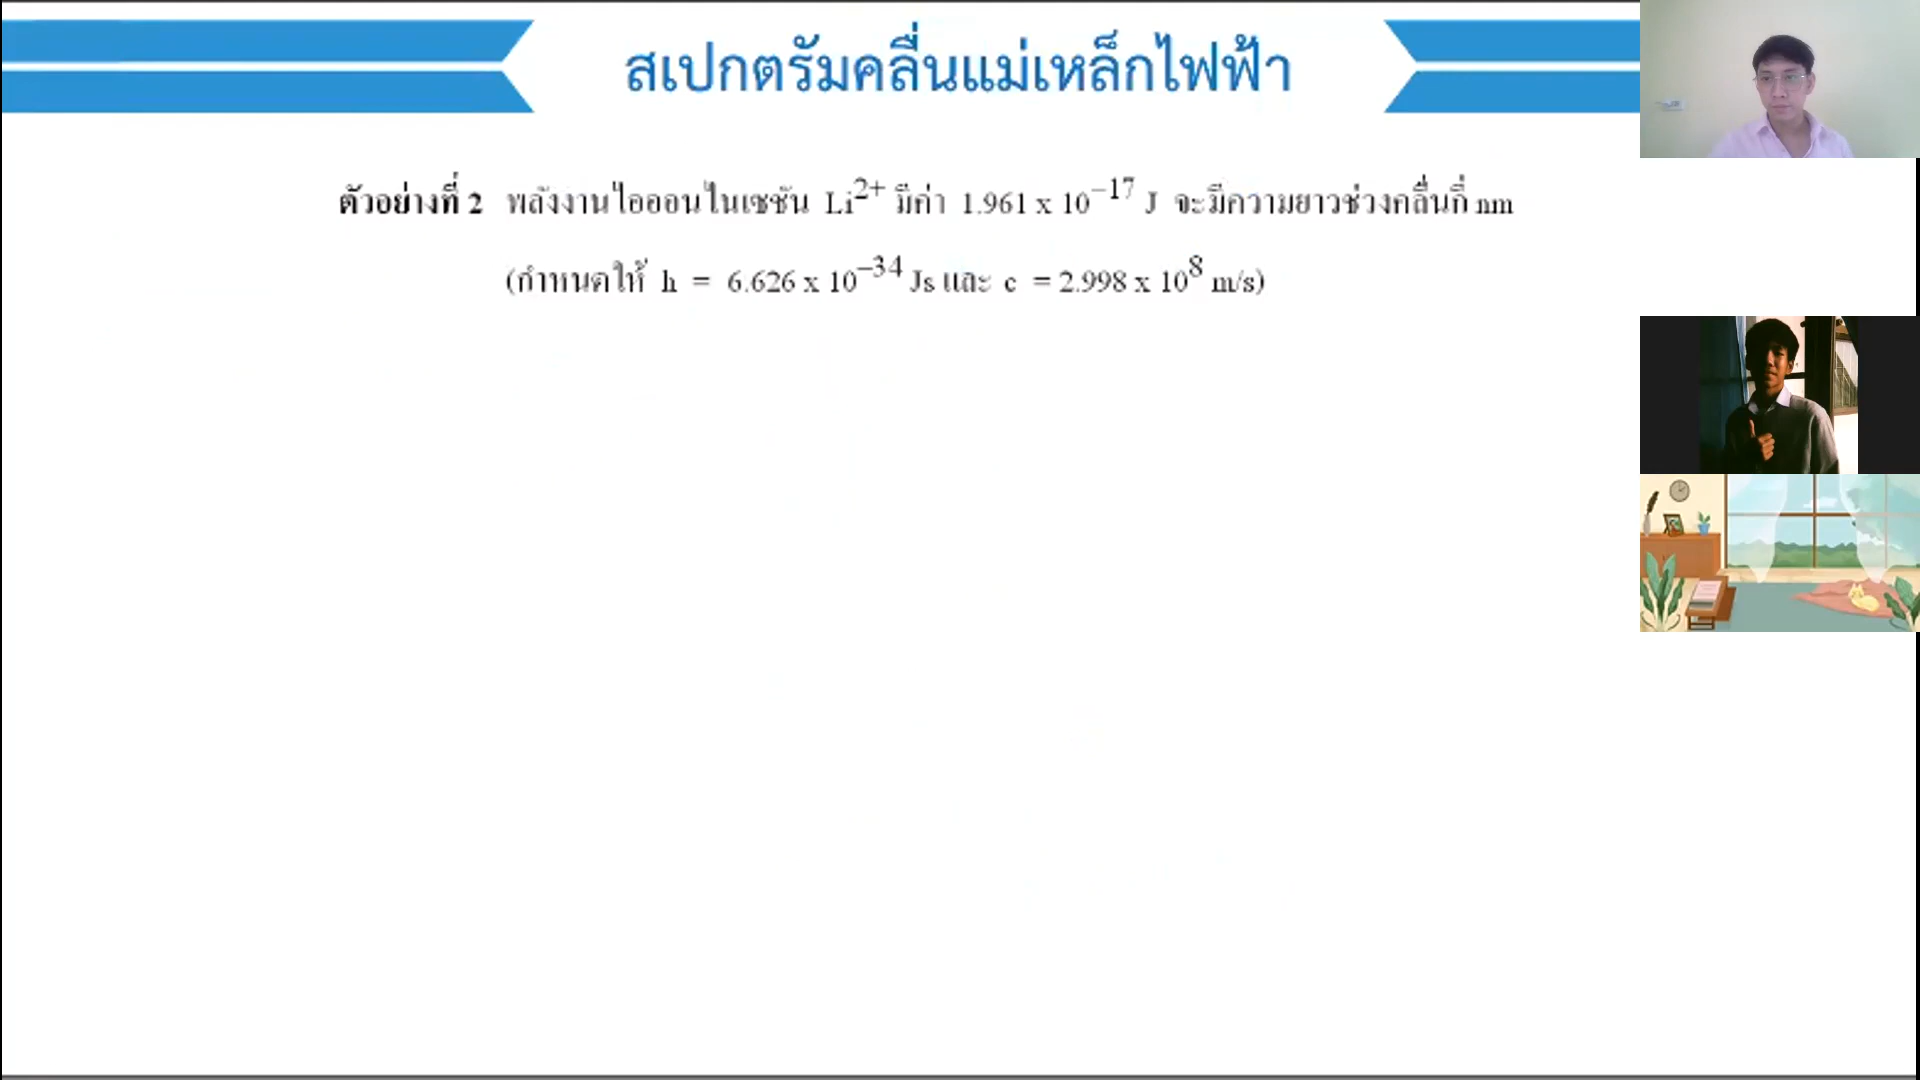 สเปกตรัมคลื่นแม่เหล็กไฟฟ้า
ตัวอย่างที่ 2 พลังงานไอออนไนเซชัน Li²⁺ มีค่า 1.961 x 10⁻¹⁷ J จะมีความยาวช่วงคลื่นกี่ nm
(กำหนดให้ h = 6.626 x 10⁻³⁴ Js และ c = 2.998 x 10⁸ m/s)